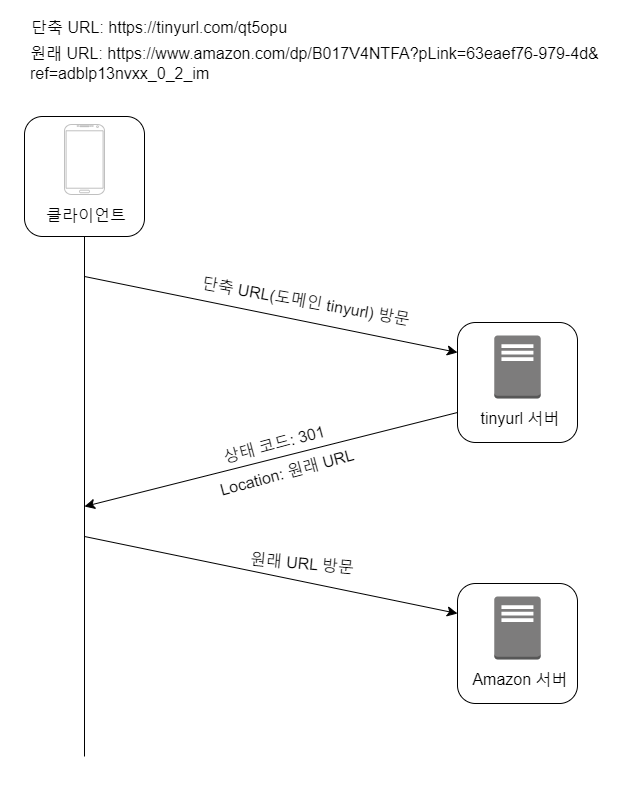 단축 URL: https://tinyurl.com/qt5opu
원래 URL: https://www.amazon.com/dp/B017V4NTFA?pLink=63eaef76-979-4d&
ref=adblp13nvxx_0_2_im
클라이언트
단축 URL(도메인 tinyurl) 방문
tinyurl 서버
상태 코드: 301
Location: 원래 URL
원래 URL 방문
Amazon 서버